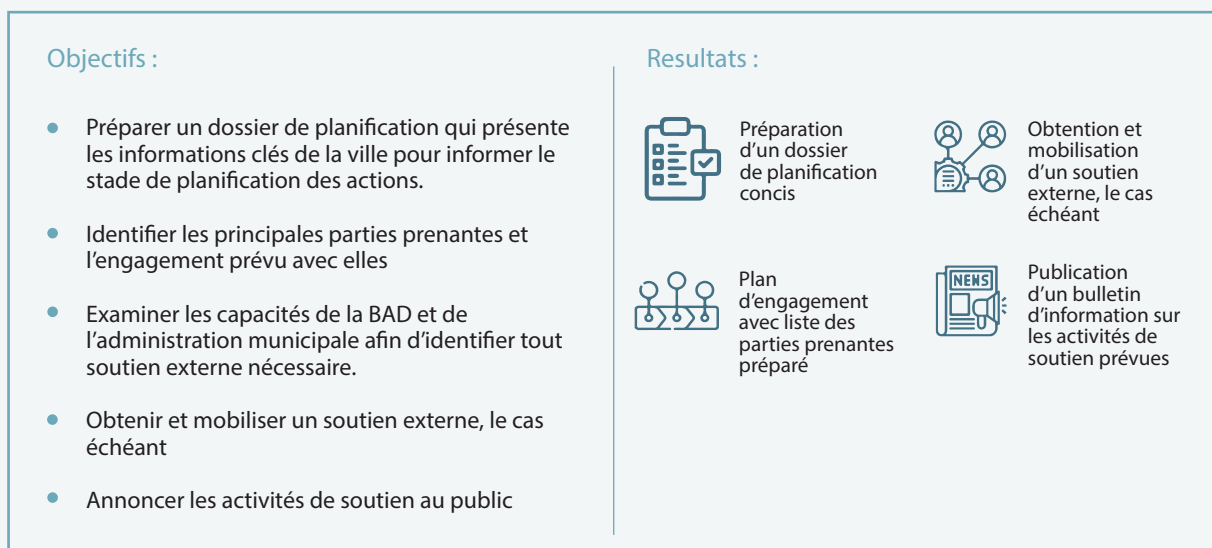 Objectifs :
Préparer un dossier de planification qui présente
les informations clés de la ville pour informer le
stade de planification des actions.
Identifier les principales parties prenantes et
l’engagement prévu avec elles
Examiner les capacités de la BAD et de
l’administration municipale afin d’identifier tout
soutien externe nécessaire.
Obtenir et mobiliser un soutien externe, le cas
échéant
Annoncer les activités de soutien au public
Resultats :
Préparation
d’un dossier
de planification
concis
Obtention et
mobilisation
d’un soutien
externe, le cas
échéant
Plan
d’engagement
avec liste des
parties prenantes
préparé
NEWS
Publication
d’un bulletin
d’information sur
les activités de
soutien prévues